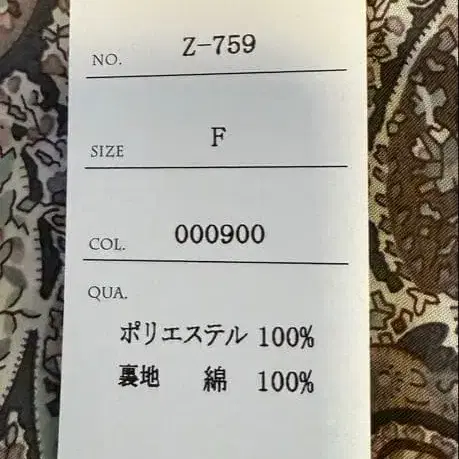 NO. Z-759
SIZE F
COL. 000900
QUA.
ポリエステル 100%
裏地 綿 100%